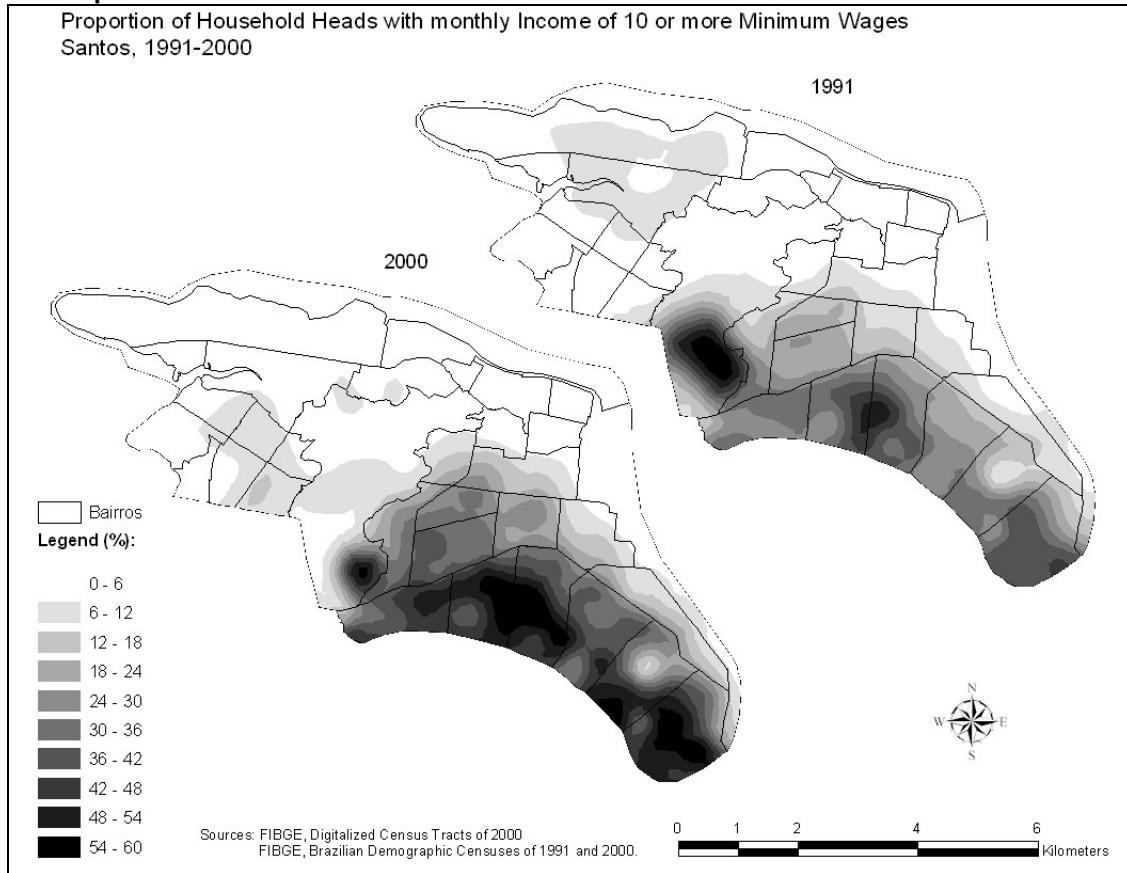 Proportion of Household Heads with monthly Income of 10 or more Minimum Wages
Santos, 1991-2000
1991
2000
Bairros
Legend (%):
0 - 6
6 - 12
12 - 18
18 - 24
24 - 30
30 - 36
36 - 42
42 - 48
48 - 54
54 - 60
N
W E
S
Sources: FIBGE, Digitalized Census Tracts of 2000
FIBGE, Brazilian Demographic Censuses of 1991 and 2000.
0 1 2 4 6
Kilometers